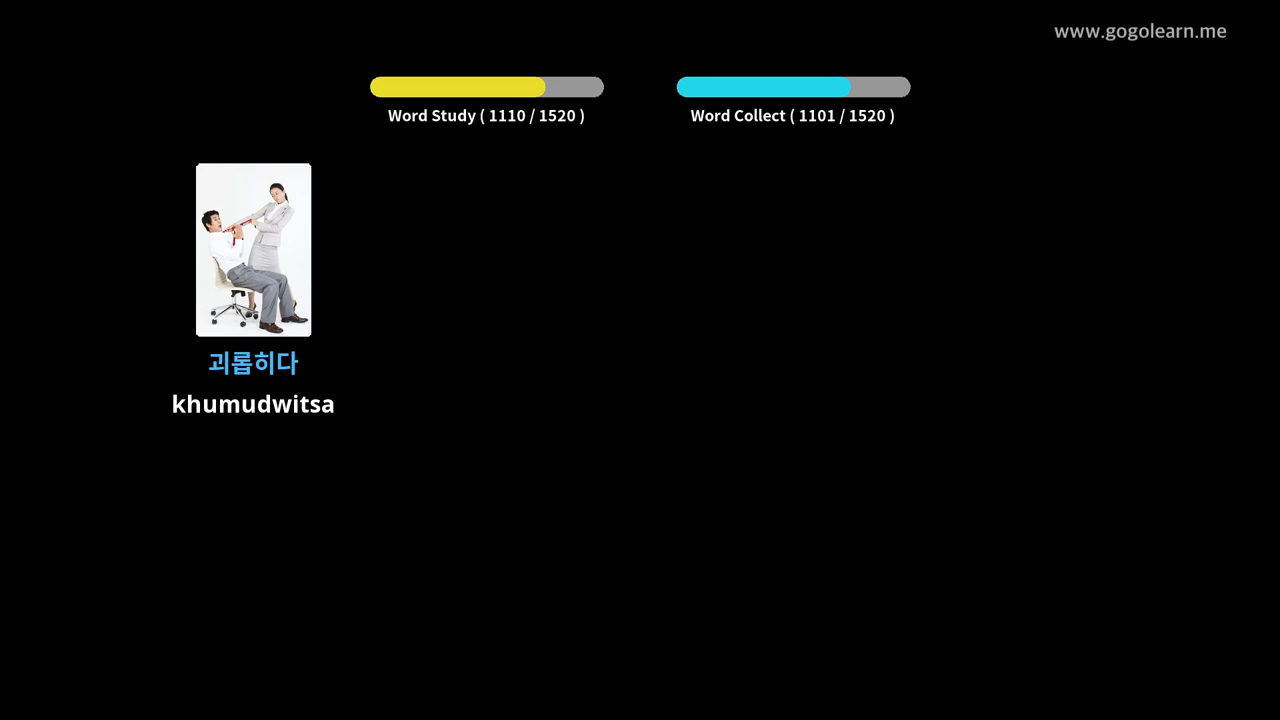 www.gogolearn.me
Word Study ( 1110 / 1520 )
Word Collect ( 1101 / 1520 )
괴롭히다
khumudwitsa